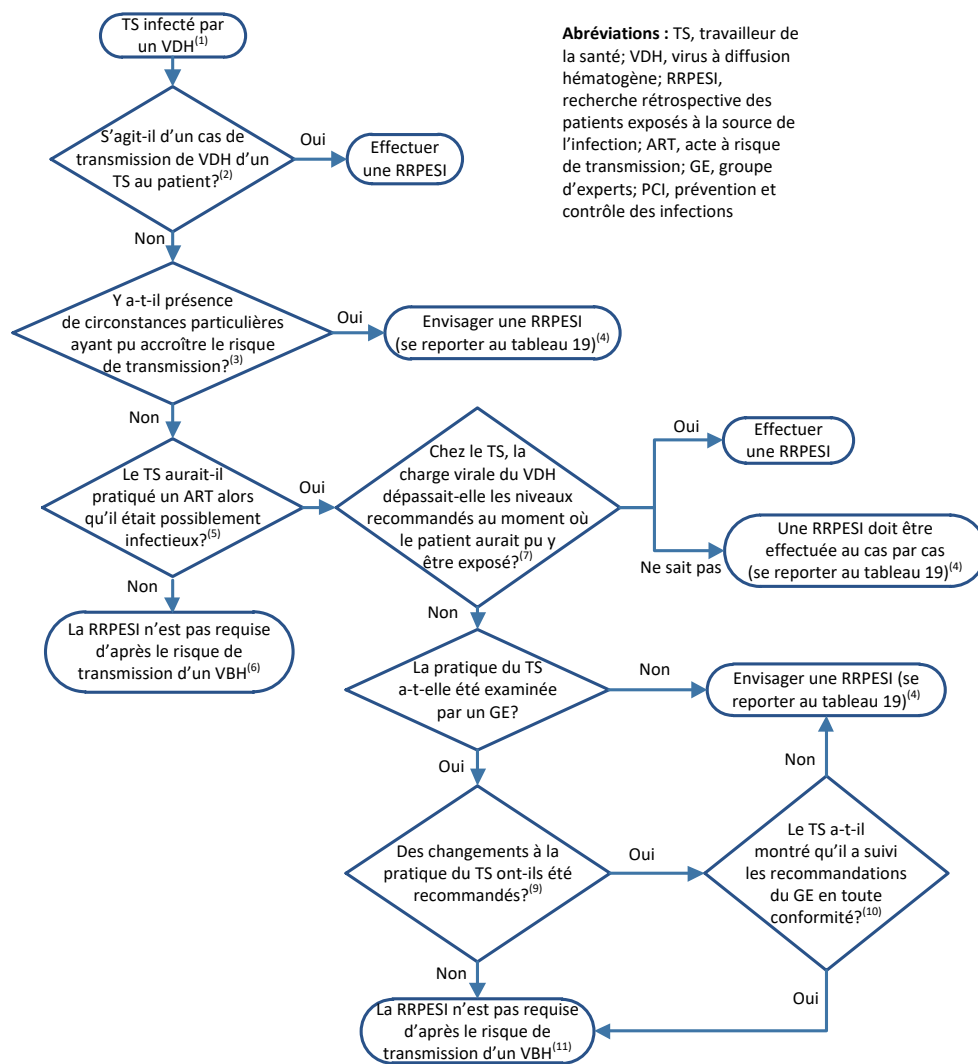 TS infecté par
un VDH(1)
Abréviations : TS, travailleur de
la santé; VDH, virus à diffusion
hématogène; RRPESI,
recherche rétrospective des
patients exposés à la source de
l'infection; ART, acte à risque
de transmission; GE, groupe
d'experts; PCI, prévention et
contrôle des infections
S'agit-il d'un cas de
transmission de VDH d'un
TS au patient?(2)
Oui
Effectuer
une RRPESI
Non
Y a-t-il présence
de circonstances particulières
ayant pu accroître le risque
de transmission?(3)
Oui
Envisager une RRPESI
(se reporter au tableau 19)(4)
Non
Le TS aurait-il
pratiqué un ART alors
qu'il était possiblement
infectieux?(5)
Oui
Chez le TS, la
charge virale du VDH
dépassait-elle les niveaux
recommandés au moment où
le patient aurait pu y
être exposé?(7)
Oui
Effectuer
une RRPESI
Ne sait pas
Une RRPESI doit être
effectuée au cas par cas
(se reporter au tableau 19)(4)
Non
La RRPESI n'est pas requise
d'après le risque de
transmission d'un VBH(6)
Non
La pratique du TS
a-t-elle été examinée
par un GE?
Non
Envisager une RRPESI (se
reporter au tableau 19)(4)
Oui
Non
Des changements à la
pratique du TS ont-ils été
recommandés?(9)
Oui
Le TS a-t-il
montré qu'il a suivi
les recommandations
du GE en toute
conformité?(10)
Non
Oui
La RRPESI n'est pas requise
d'après le risque de
transmission d'un VBH(11)